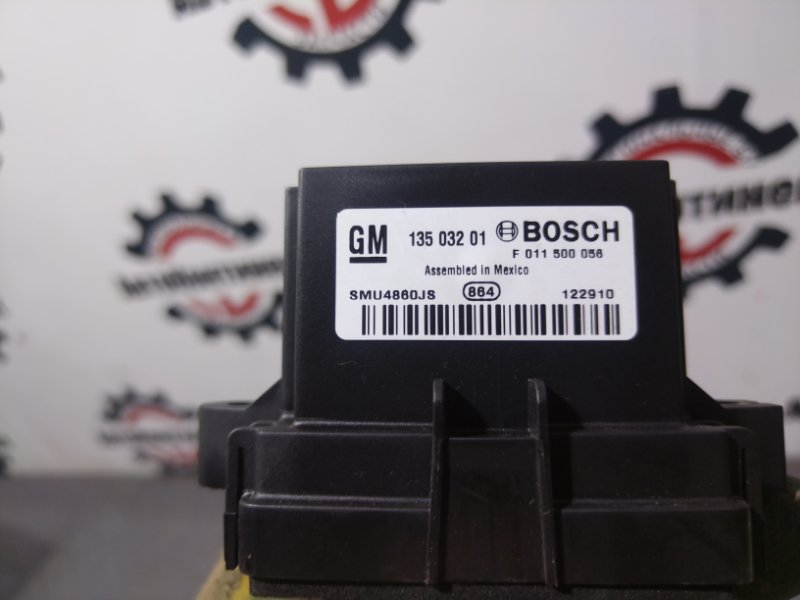 GM 135 032 01 BOSCH
F 011 500 056
Assembled in Mexico
SMU4860JS 864 122910